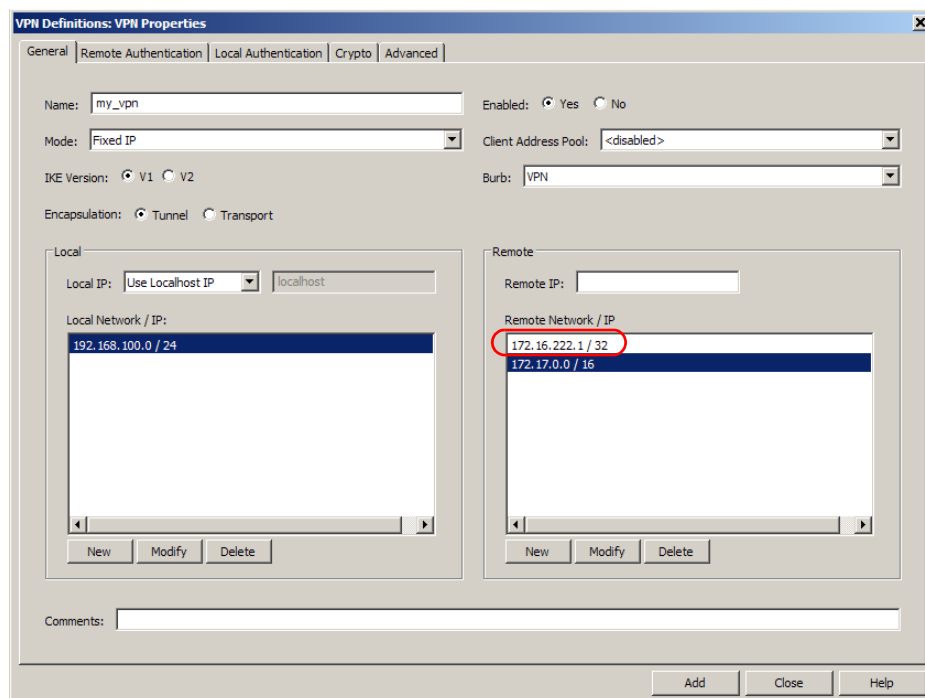 VPN Definitions: VPN Properties
General Remote Authentication Local Authentication Crypto Advanced
Name: my_vpn Enabled: Yes No
Mode: Fixed IP Client Address Pool: <disabled>
IKE Version: V1 V2 Burb: VPN
Encapsulation: Tunnel Transport
Local
Local IP: Use Localhost IP localhost
Local Network / IP:
192.168.100.0 / 24
New Modify Delete
Remote
Remote IP:
Remote Network / IP
172.16.222.1 / 32
172.17.0.0 / 16
New Modify Delete
Comments:
Add Close Help